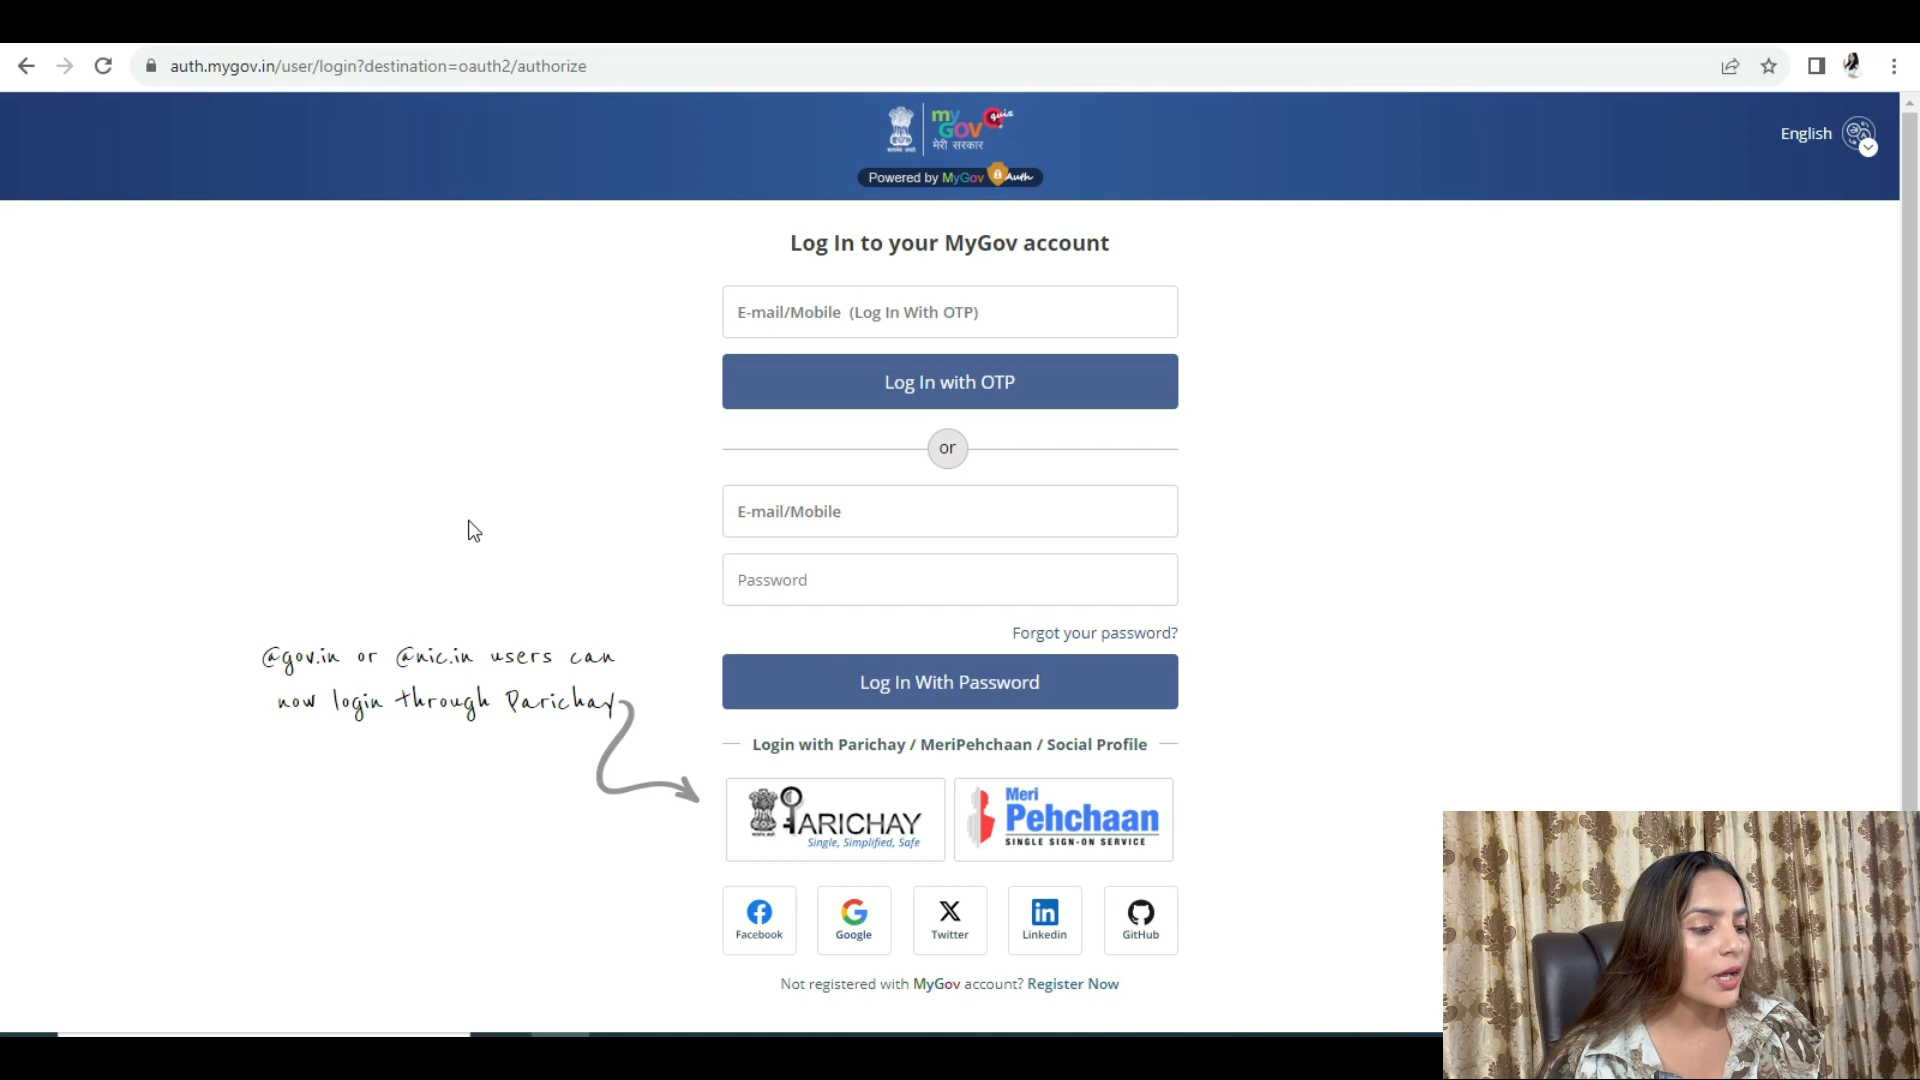 auth.mygov.in/user/login?destination=oauth2/authorize
my quiz
GOV
मेरी सरकार
Powered by MyGov Auth
English
Log In to your MyGov account
E-mail/Mobile (Log In With OTP)
Log In with OTP
or
E-mail/Mobile
Password
Forgot your password?
@gov.in or @nic.in users can
now login through Parichay
Log In With Password
Login with Parichay / MeriPehchaan / Social Profile
PARICHAY
Single, Simplified, Safe
Meri
Pehchaan
SINGLE SIGN-ON SERVICE
Facebook
Google
Twitter
Linkedin
GitHub
Not registered with MyGov account? Register Now